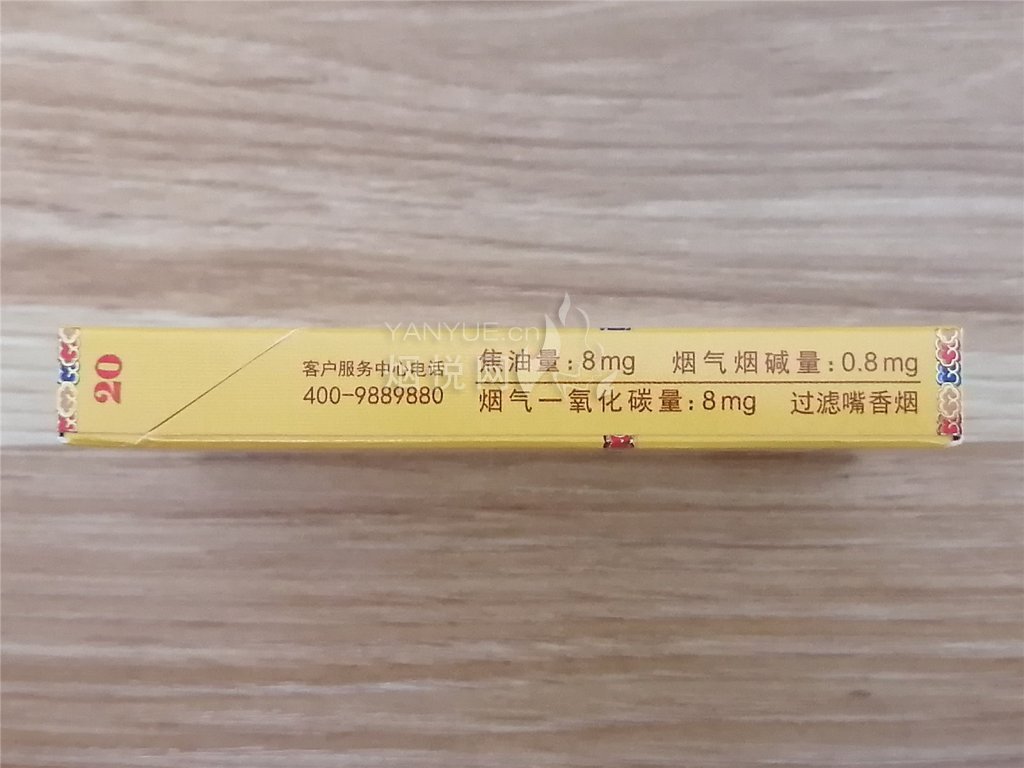 20
客户服务中心电话
400-9889880
焦油量:8mg 烟气烟碱量:0.8mg
烟气一氧化碳量:8mg 过滤嘴香烟
YANYUE.cn
烟悦网